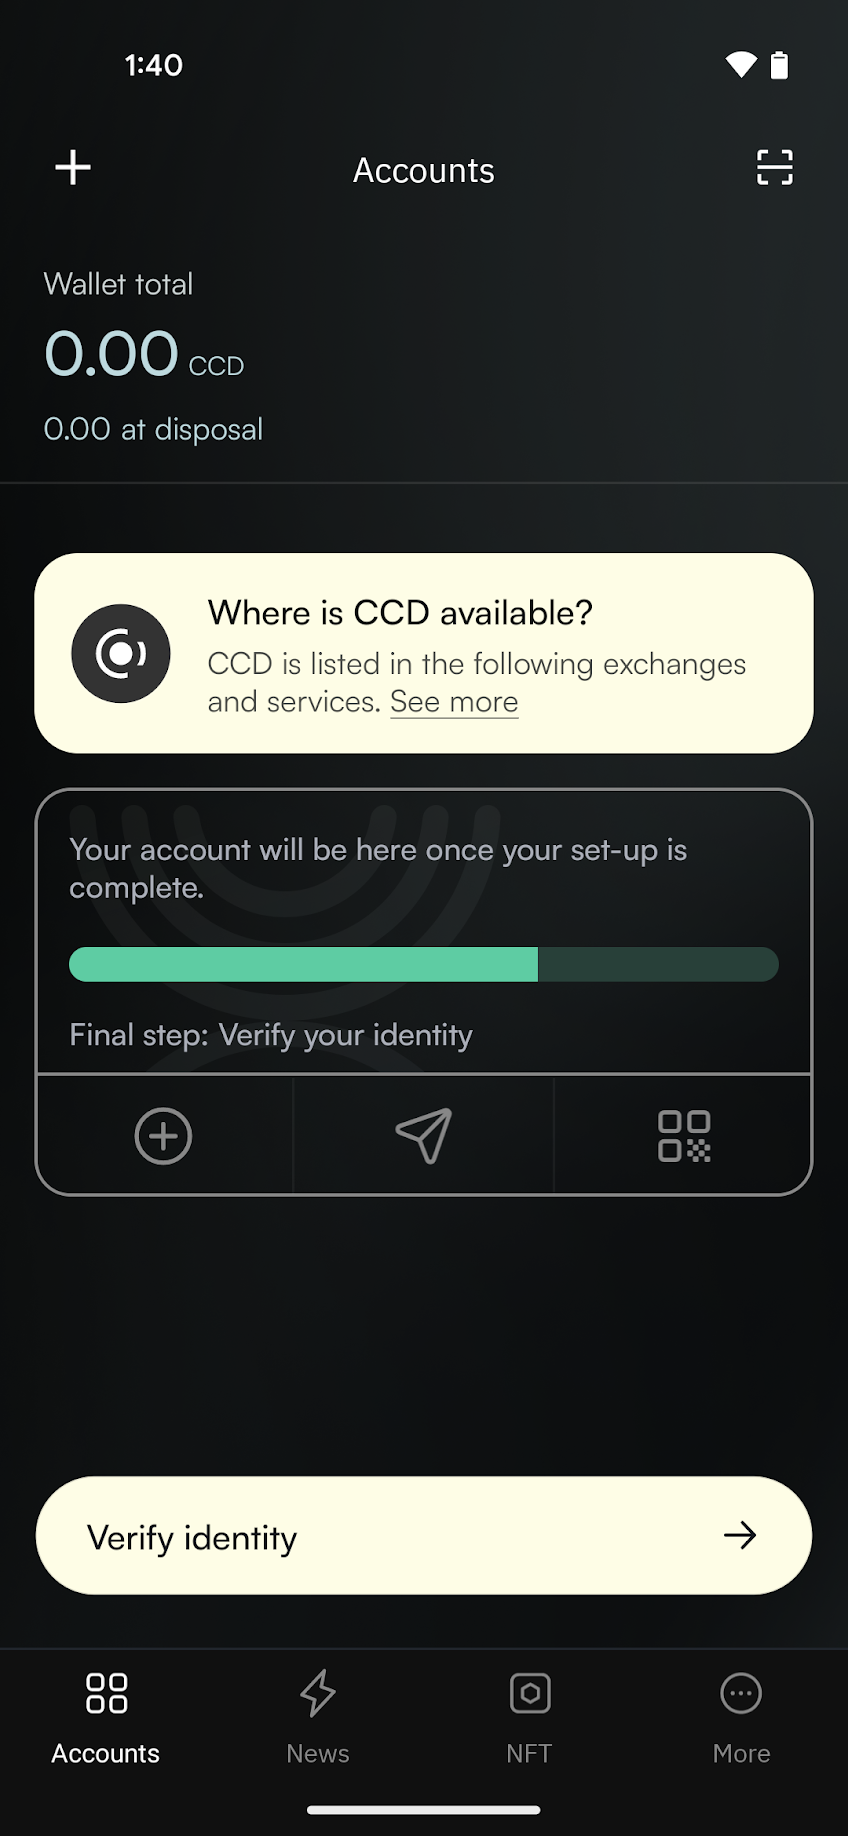 1:40
Accounts
Wallet total
0.00 CCD
0.00 at disposal
Where is CCD available?
CCD is listed in the following exchanges
and services. See more
Your account will be here once your set-up is
complete.
Final step: Verify your identity
Verify identity
Accounts
News
NFT
More